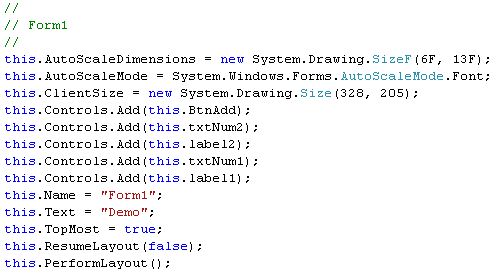 //
// Form1
//
this.AutoScaleDimensions = new System.Drawing.SizeF(6F, 13F);
this.AutoScaleMode = System.Windows.Forms.AutoScaleMode.Font;
this.ClientSize = new System.Drawing.Size(328, 205);
this.Controls.Add(this.BtnAdd);
this.Controls.Add(this.txtNum2);
this.Controls.Add(this.label2);
this.Controls.Add(this.txtNum1);
this.Controls.Add(this.label1);
this.Name = "Form1";
this.Text = "Demo";
this.TopMost = true;
this.ResumeLayout(false);
this.PerformLayout();